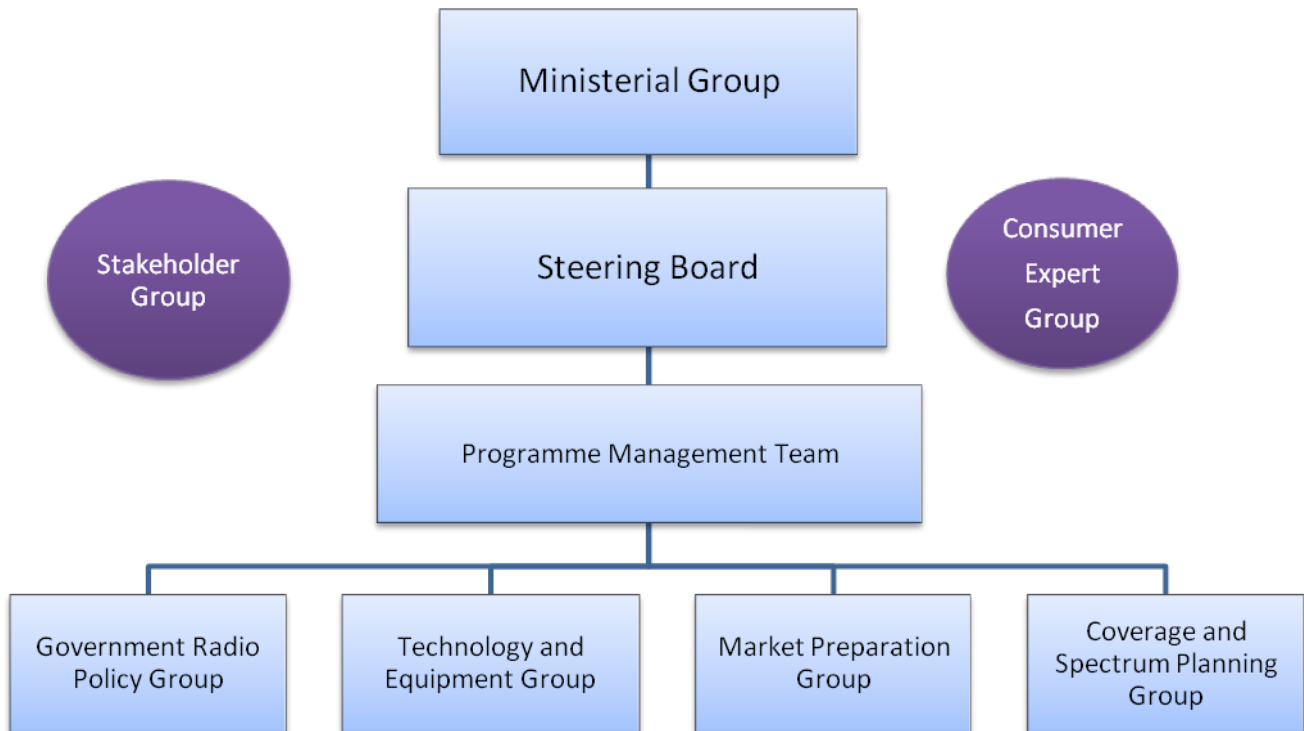 Ministerial Group
Stakeholder
Group
Steering Board
Consumer
Expert
Group
Programme Management Team
Government Radio
Policy Group
Technology and
Equipment Group
Market Preparation
Group
Coverage and
Spectrum Planning
Group